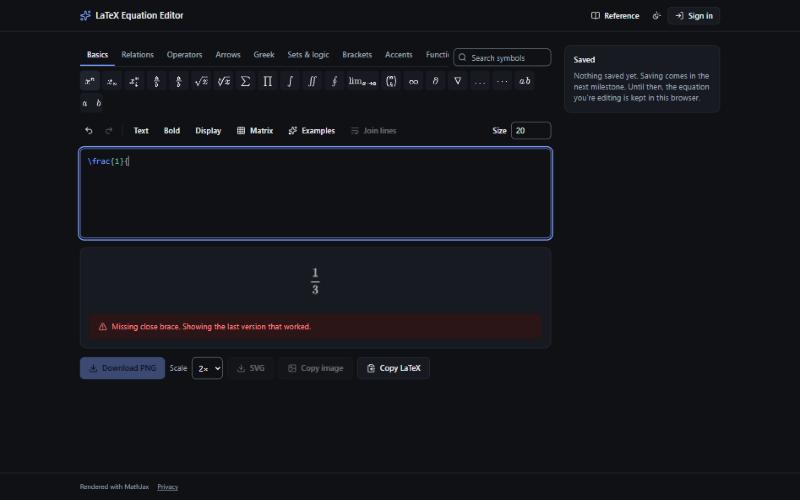 LaTeX Equation Editor
Reference
Sign in
Basics Relations Operators Arrows Greek Sets & logic Brackets Accents Functi
Search symbols
Text Bold Display Matrix Examples Join lines
Size 20
\frac{1}{
1
3
Missing close brace. Showing the last version that worked.
Download PNG Scale 2× SVG Copy image Copy LaTeX
Saved
Nothing saved yet. Saving comes in the
next milestone. Until then, the equation
you're editing is kept in this browser.
Rendered with MathJax Privacy